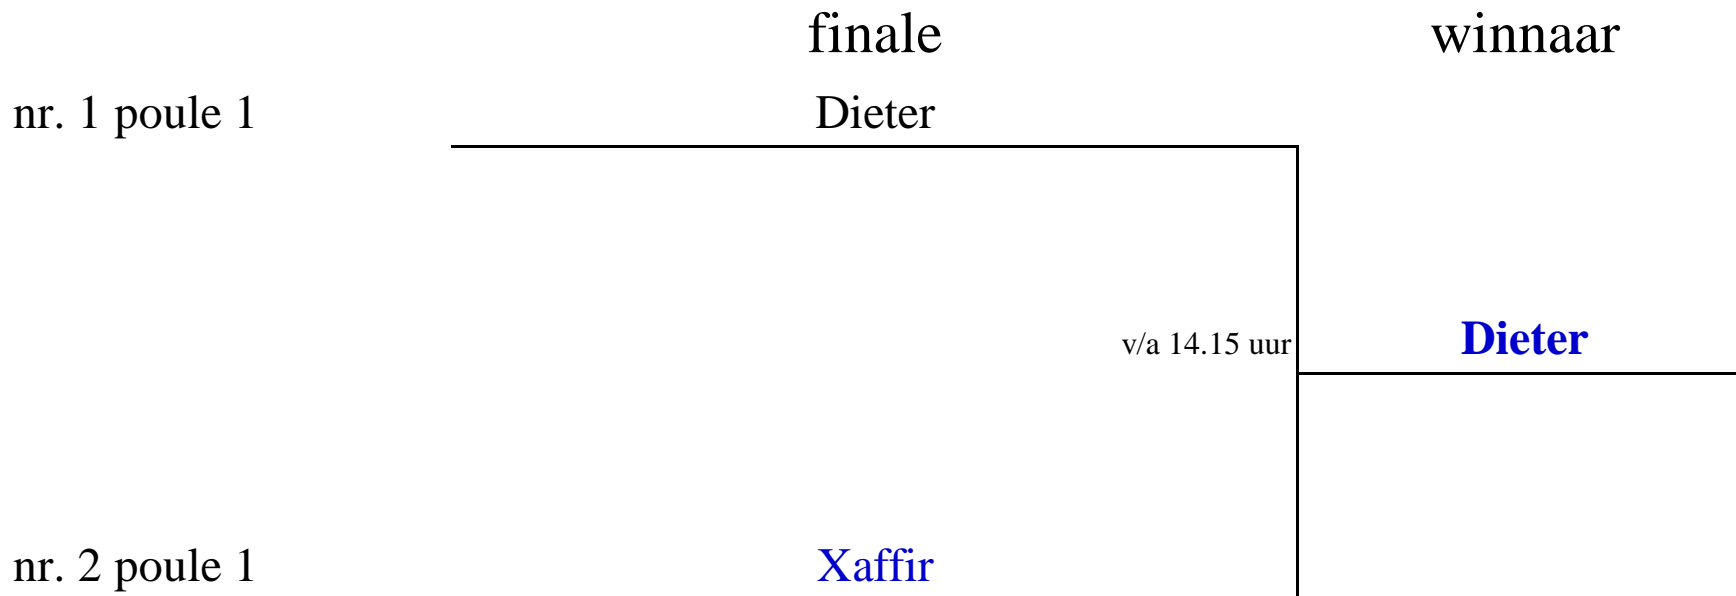 finale winnaar
nr. 1 poule 1 Dieter
v/a 14.15 uur Dieter
nr. 2 poule 1 Xaffir